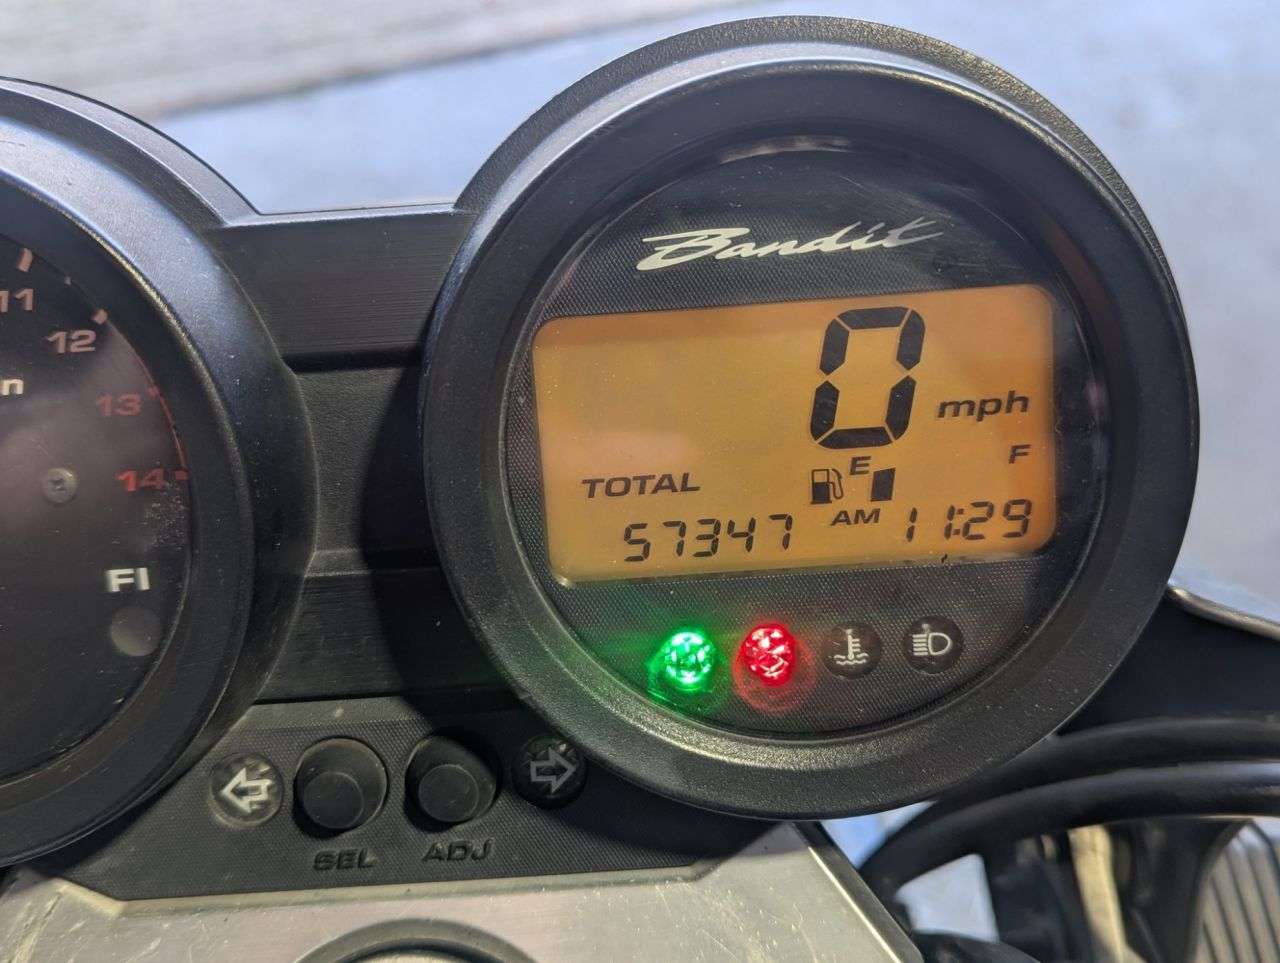 11
12
n
13
14
FI
Bandit
0
mph
E
F
TOTAL
57347
AM 11:29
SEL
ADJ